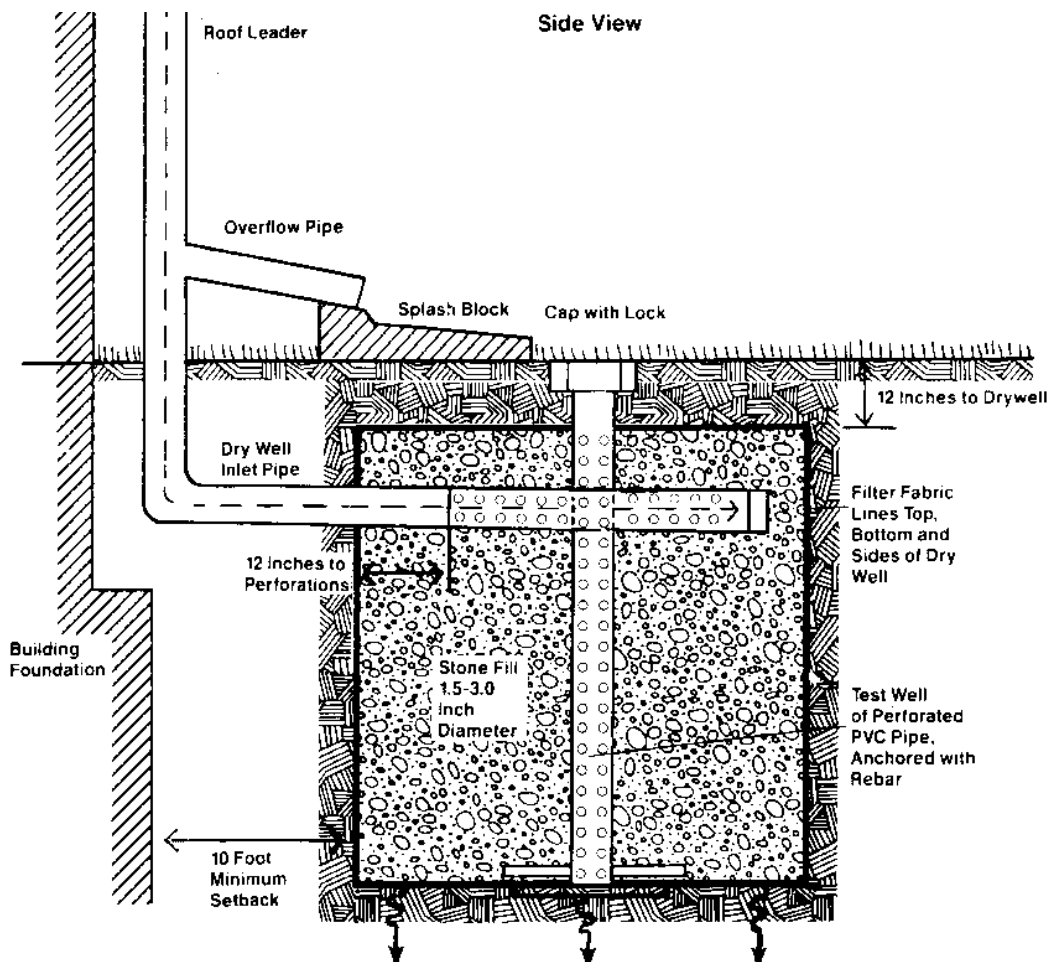 Side View
Roof Leader
Overflow Pipe
Splash Block
Cap with Lock
12 Inches to Drywell
Dry Well
Inlet Pipe
Filter Fabric
Lines Top,
Bottom and
Sides of Dry
Well
12 Inches to
Perforations
Building
Foundation
Stone Fill
1.5-3.0
Inch
Diameter
Test Well
of Perforated
PVC Pipe,
Anchored with
Rebar
10 Foot
Minimum
Setback